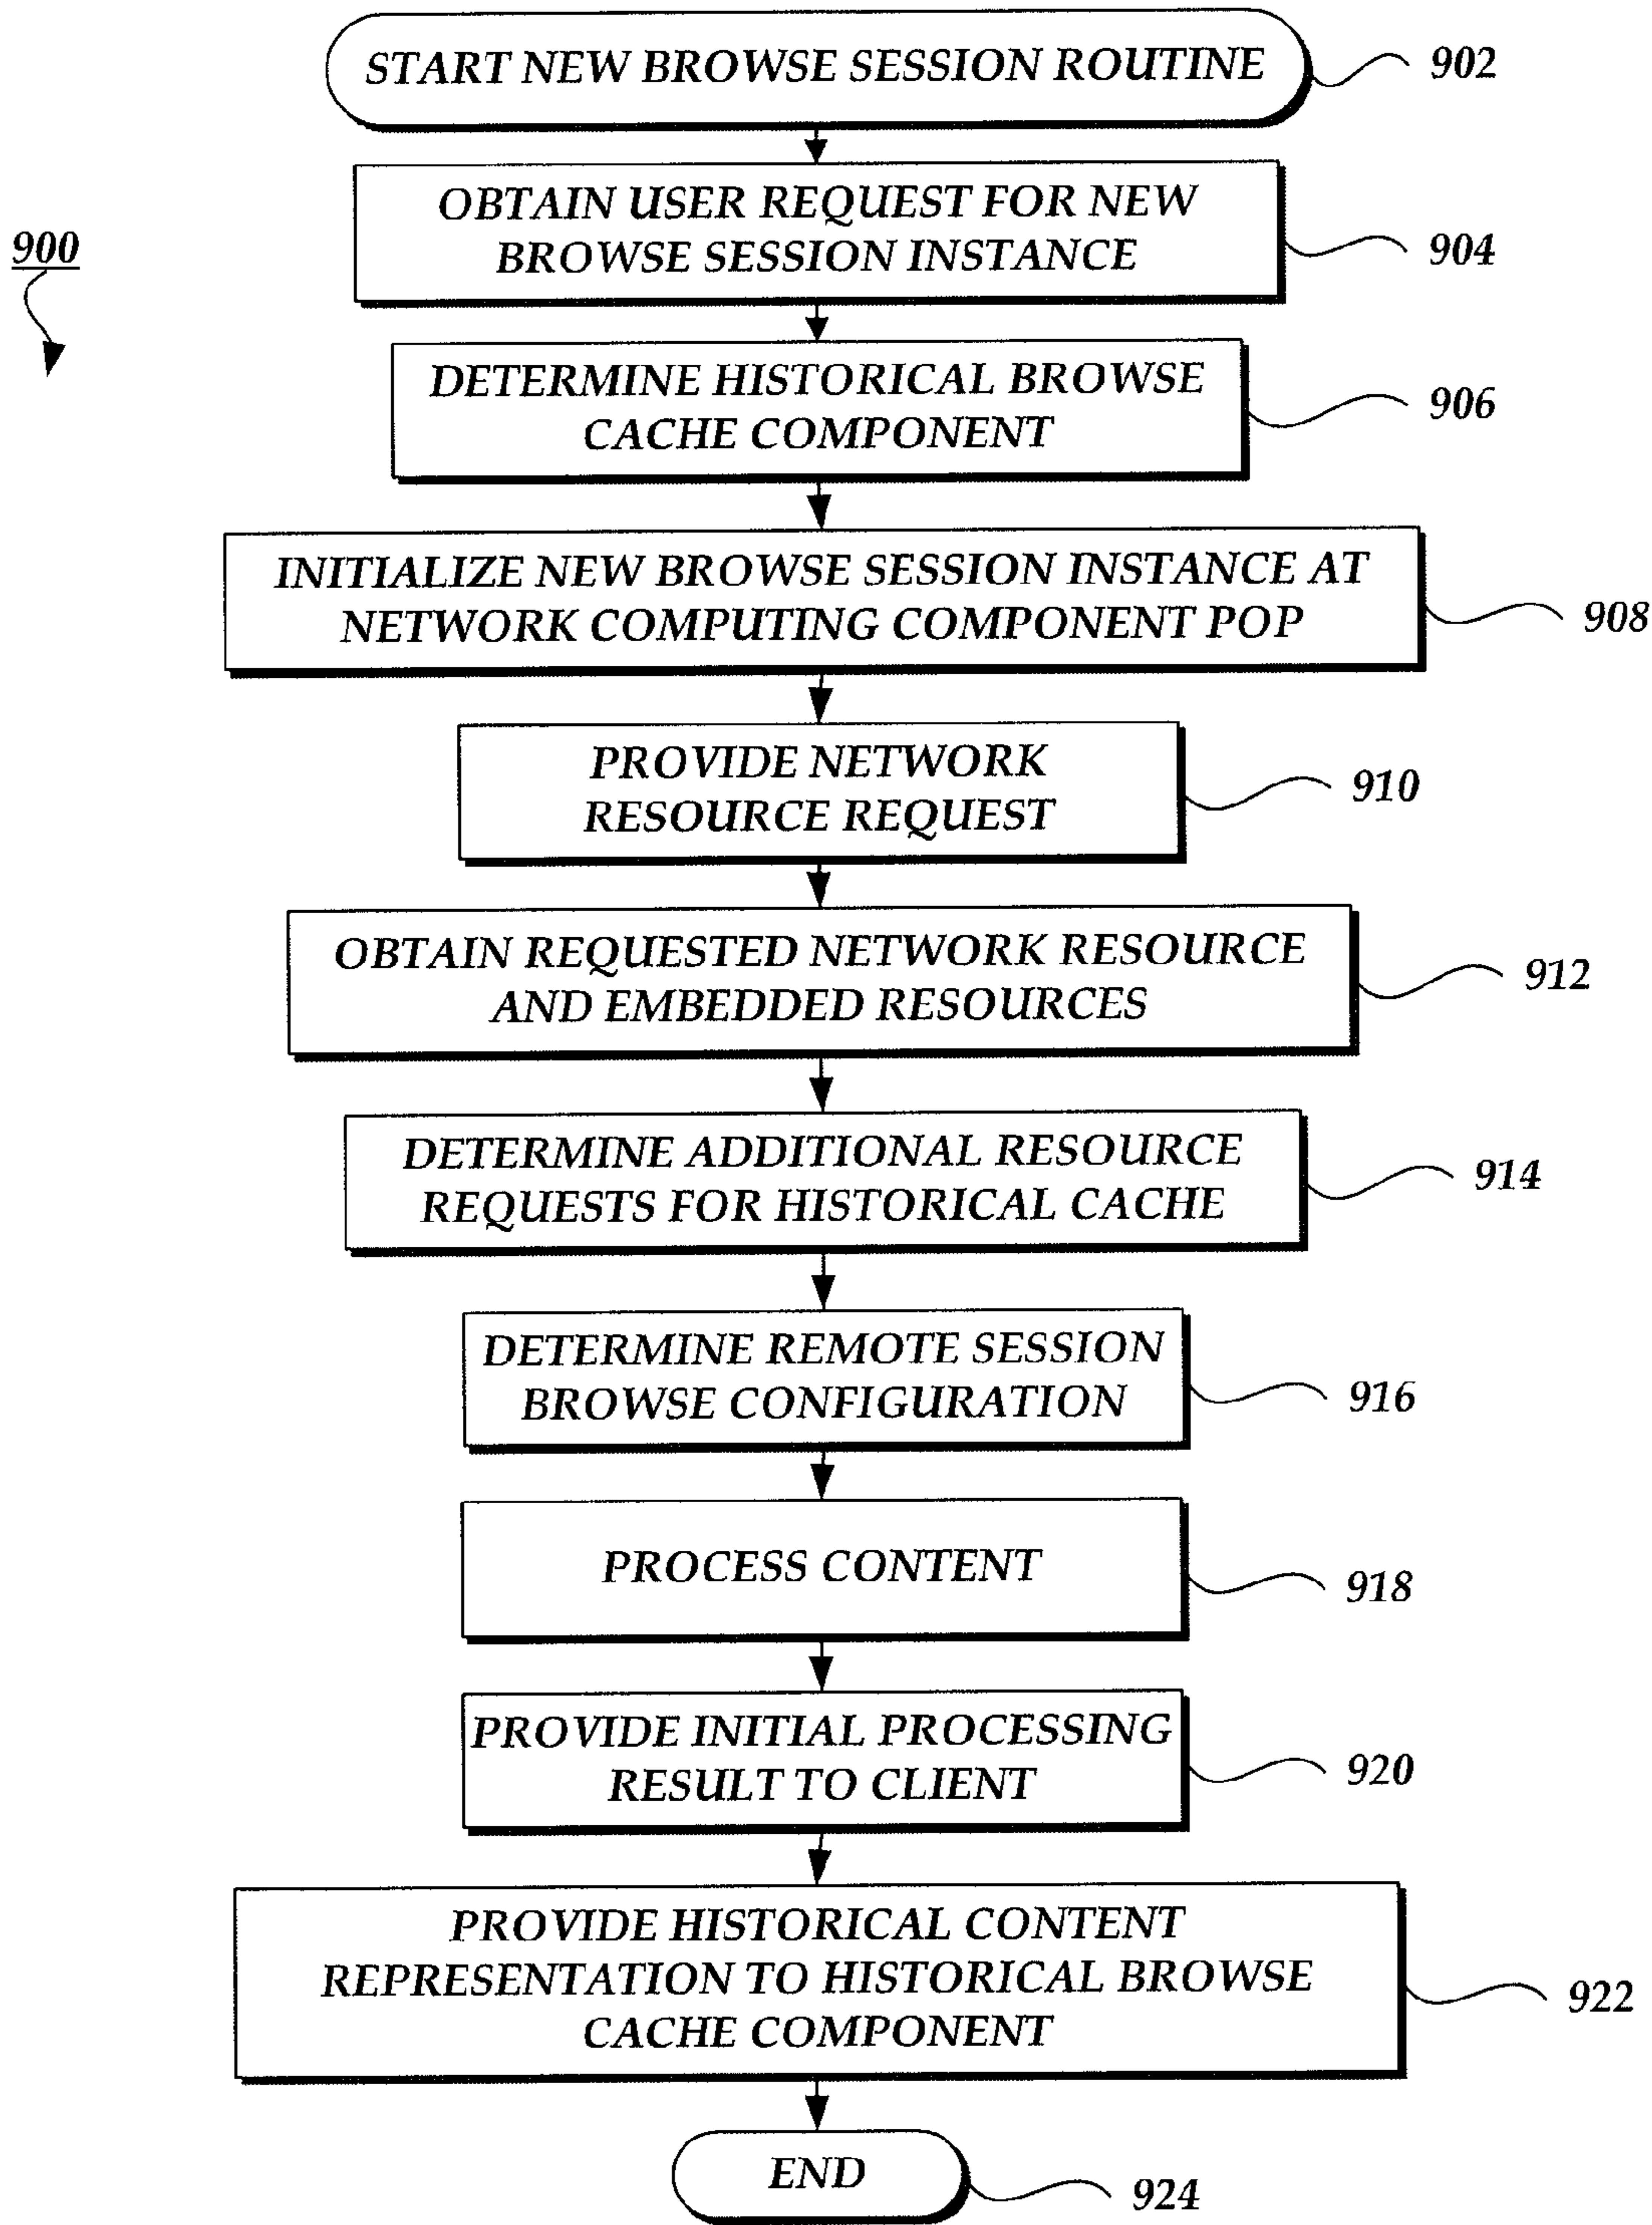 START NEW BROWSE SESSION ROUTINE
902
OBTAIN USER REQUEST FOR NEW
BROWSE SESSION INSTANCE
904
900
DETERMINE HISTORICAL BROWSE
CACHE COMPONENT
906
INITIALIZE NEW BROWSE SESSION INSTANCE AT
NETWORK COMPUTING COMPONENT POP
908
PROVIDE NETWORK
RESOURCE REQUEST
910
OBTAIN REQUESTED NETWORK RESOURCE
AND EMBEDDED RESOURCES
912
DETERMINE ADDITIONAL RESOURCE
REQUESTS FOR HISTORICAL CACHE
914
DETERMINE REMOTE SESSION
BROWSE CONFIGURATION
916
PROCESS CONTENT
918
PROVIDE INITIAL PROCESSING
RESULT TO CLIENT
920
PROVIDE HISTORICAL CONTENT
REPRESENTATION TO HISTORICAL BROWSE
CACHE COMPONENT
922
END
924